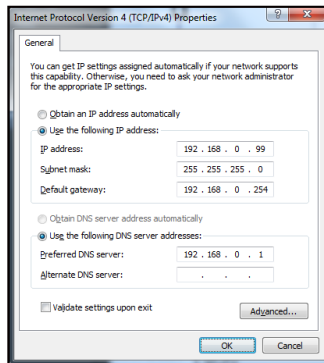 Internet Protocol Version 4 (TCP/IPv4) Properties
General
You can get IP settings assigned automatically if your network supports
this capability. Otherwise, you need to ask your network administrator
for the appropriate IP settings.
Obtain an IP address automatically
Use the following IP address:
IP address: 192 . 168 . 0 . 99
Subnet mask: 255 . 255 . 255 . 0
Default gateway: 192 . 168 . 0 . 254
Obtain DNS server address automatically
Use the following DNS server addresses:
Preferred DNS server: 192 . 168 . 0 . 1
Alternate DNS server: . . .
Validate settings upon exit
Advanced...
OK Cancel